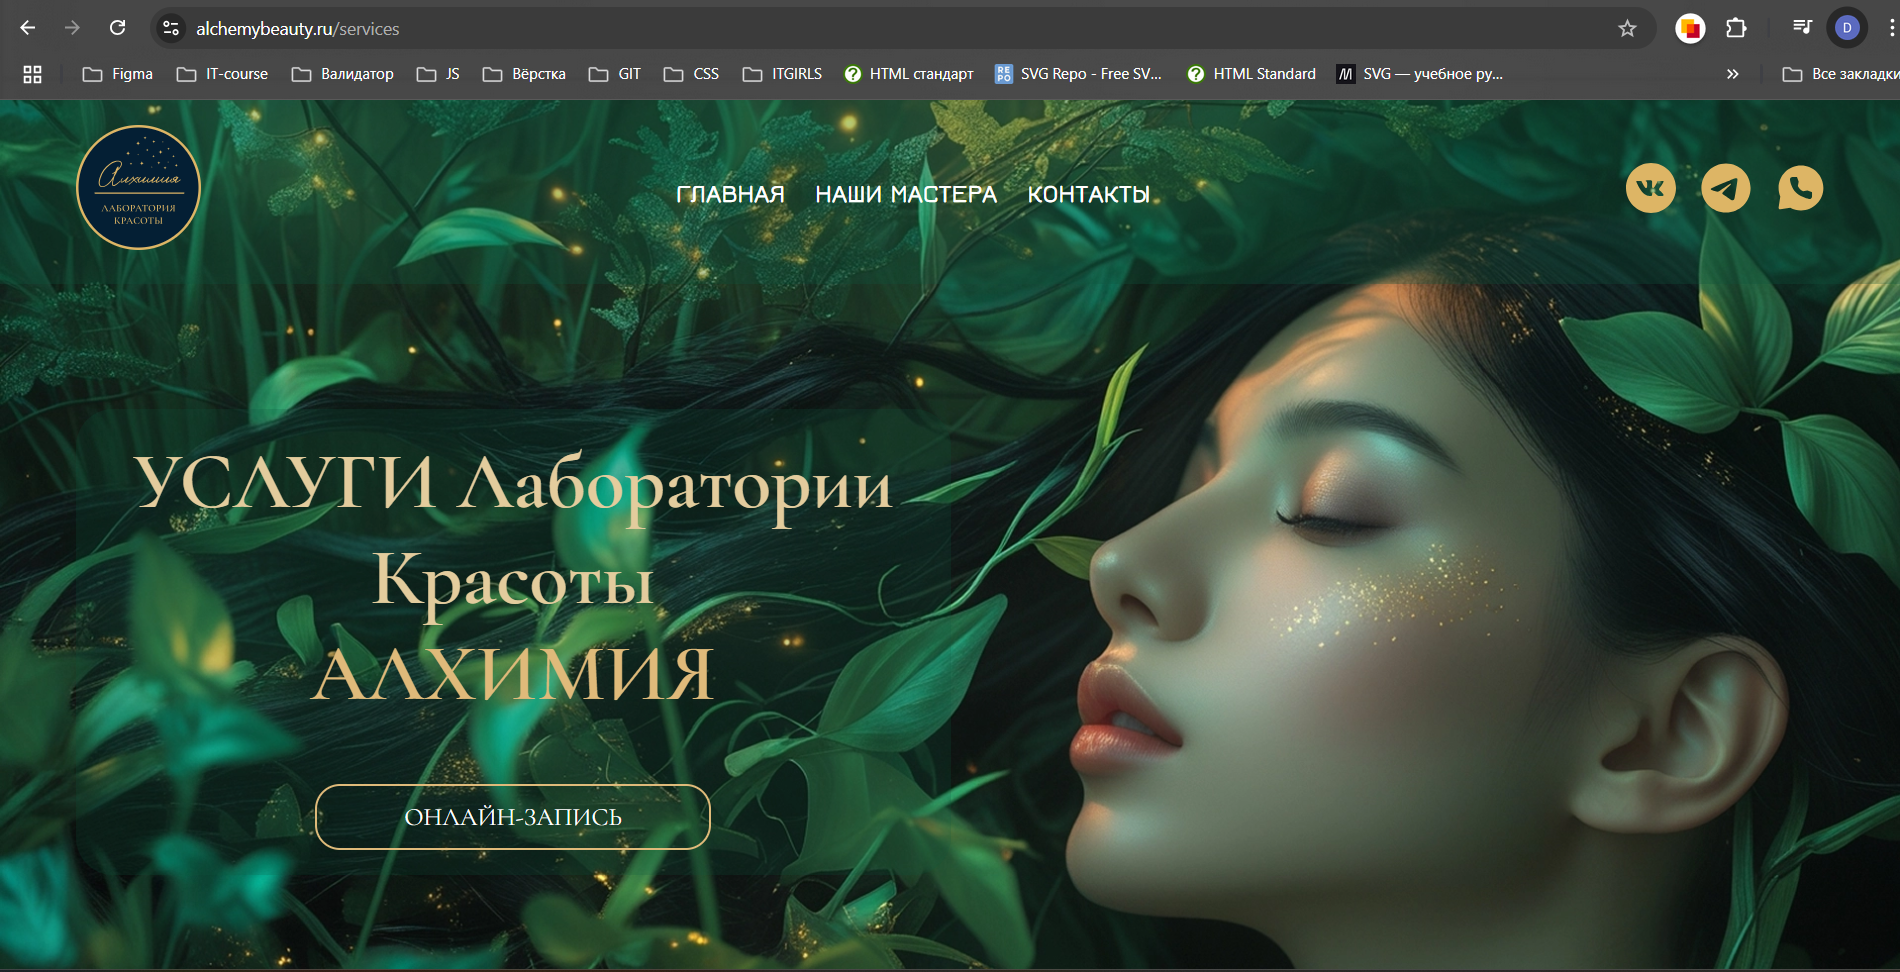 alchemybeauty.ru/services
D
Figma IT-course Валидатор JS Вёрстка GIT CSS ITGIRLS HTML стандарт SVG Repo - Free SV... HTML Standard SVG — учебное ру... Все закладки
Алхимия
ЛАБОРАТОРИЯ
КРАСОТЫ
ГЛАВНАЯ НАШИ МАСТЕРА КОНТАКТЫ
УСЛУГИ Лаборатории
Красоты
АЛХИМИЯ
ОНЛАЙН-ЗАПИСЬ